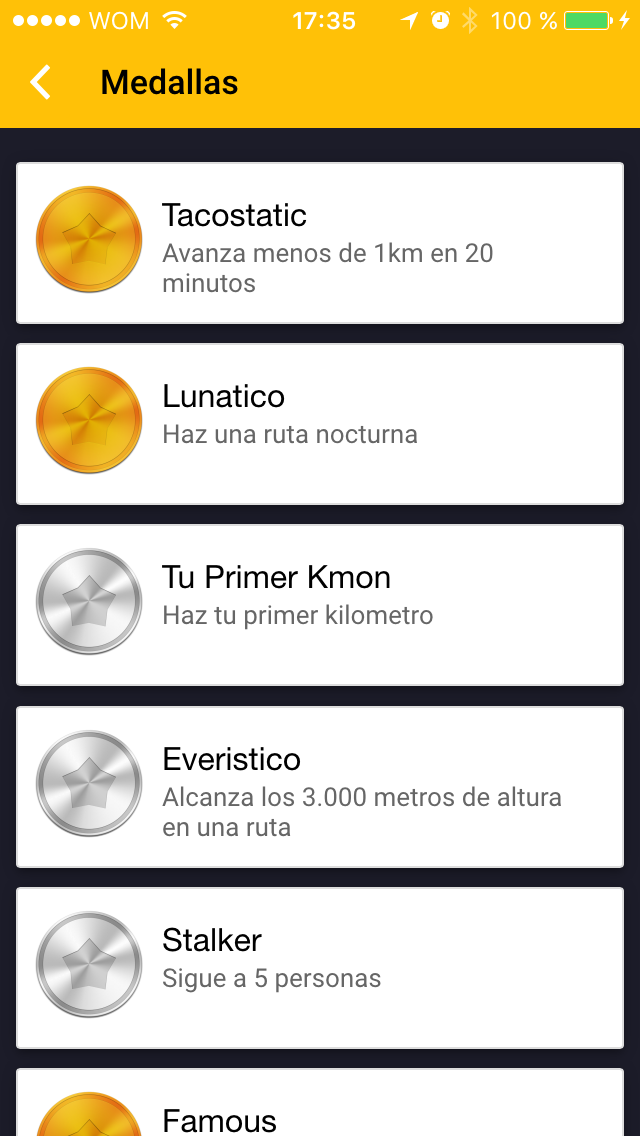 WOM 17:35 100 %
Medallas
Tacostatic
Avanza menos de 1km en 20
minutos
Lunatico
Haz una ruta nocturna
Tu Primer Kmon
Haz tu primer kilometro
Everistico
Alcanza los 3.000 metros de altura
en una ruta
Stalker
Sigue a 5 personas
Famous